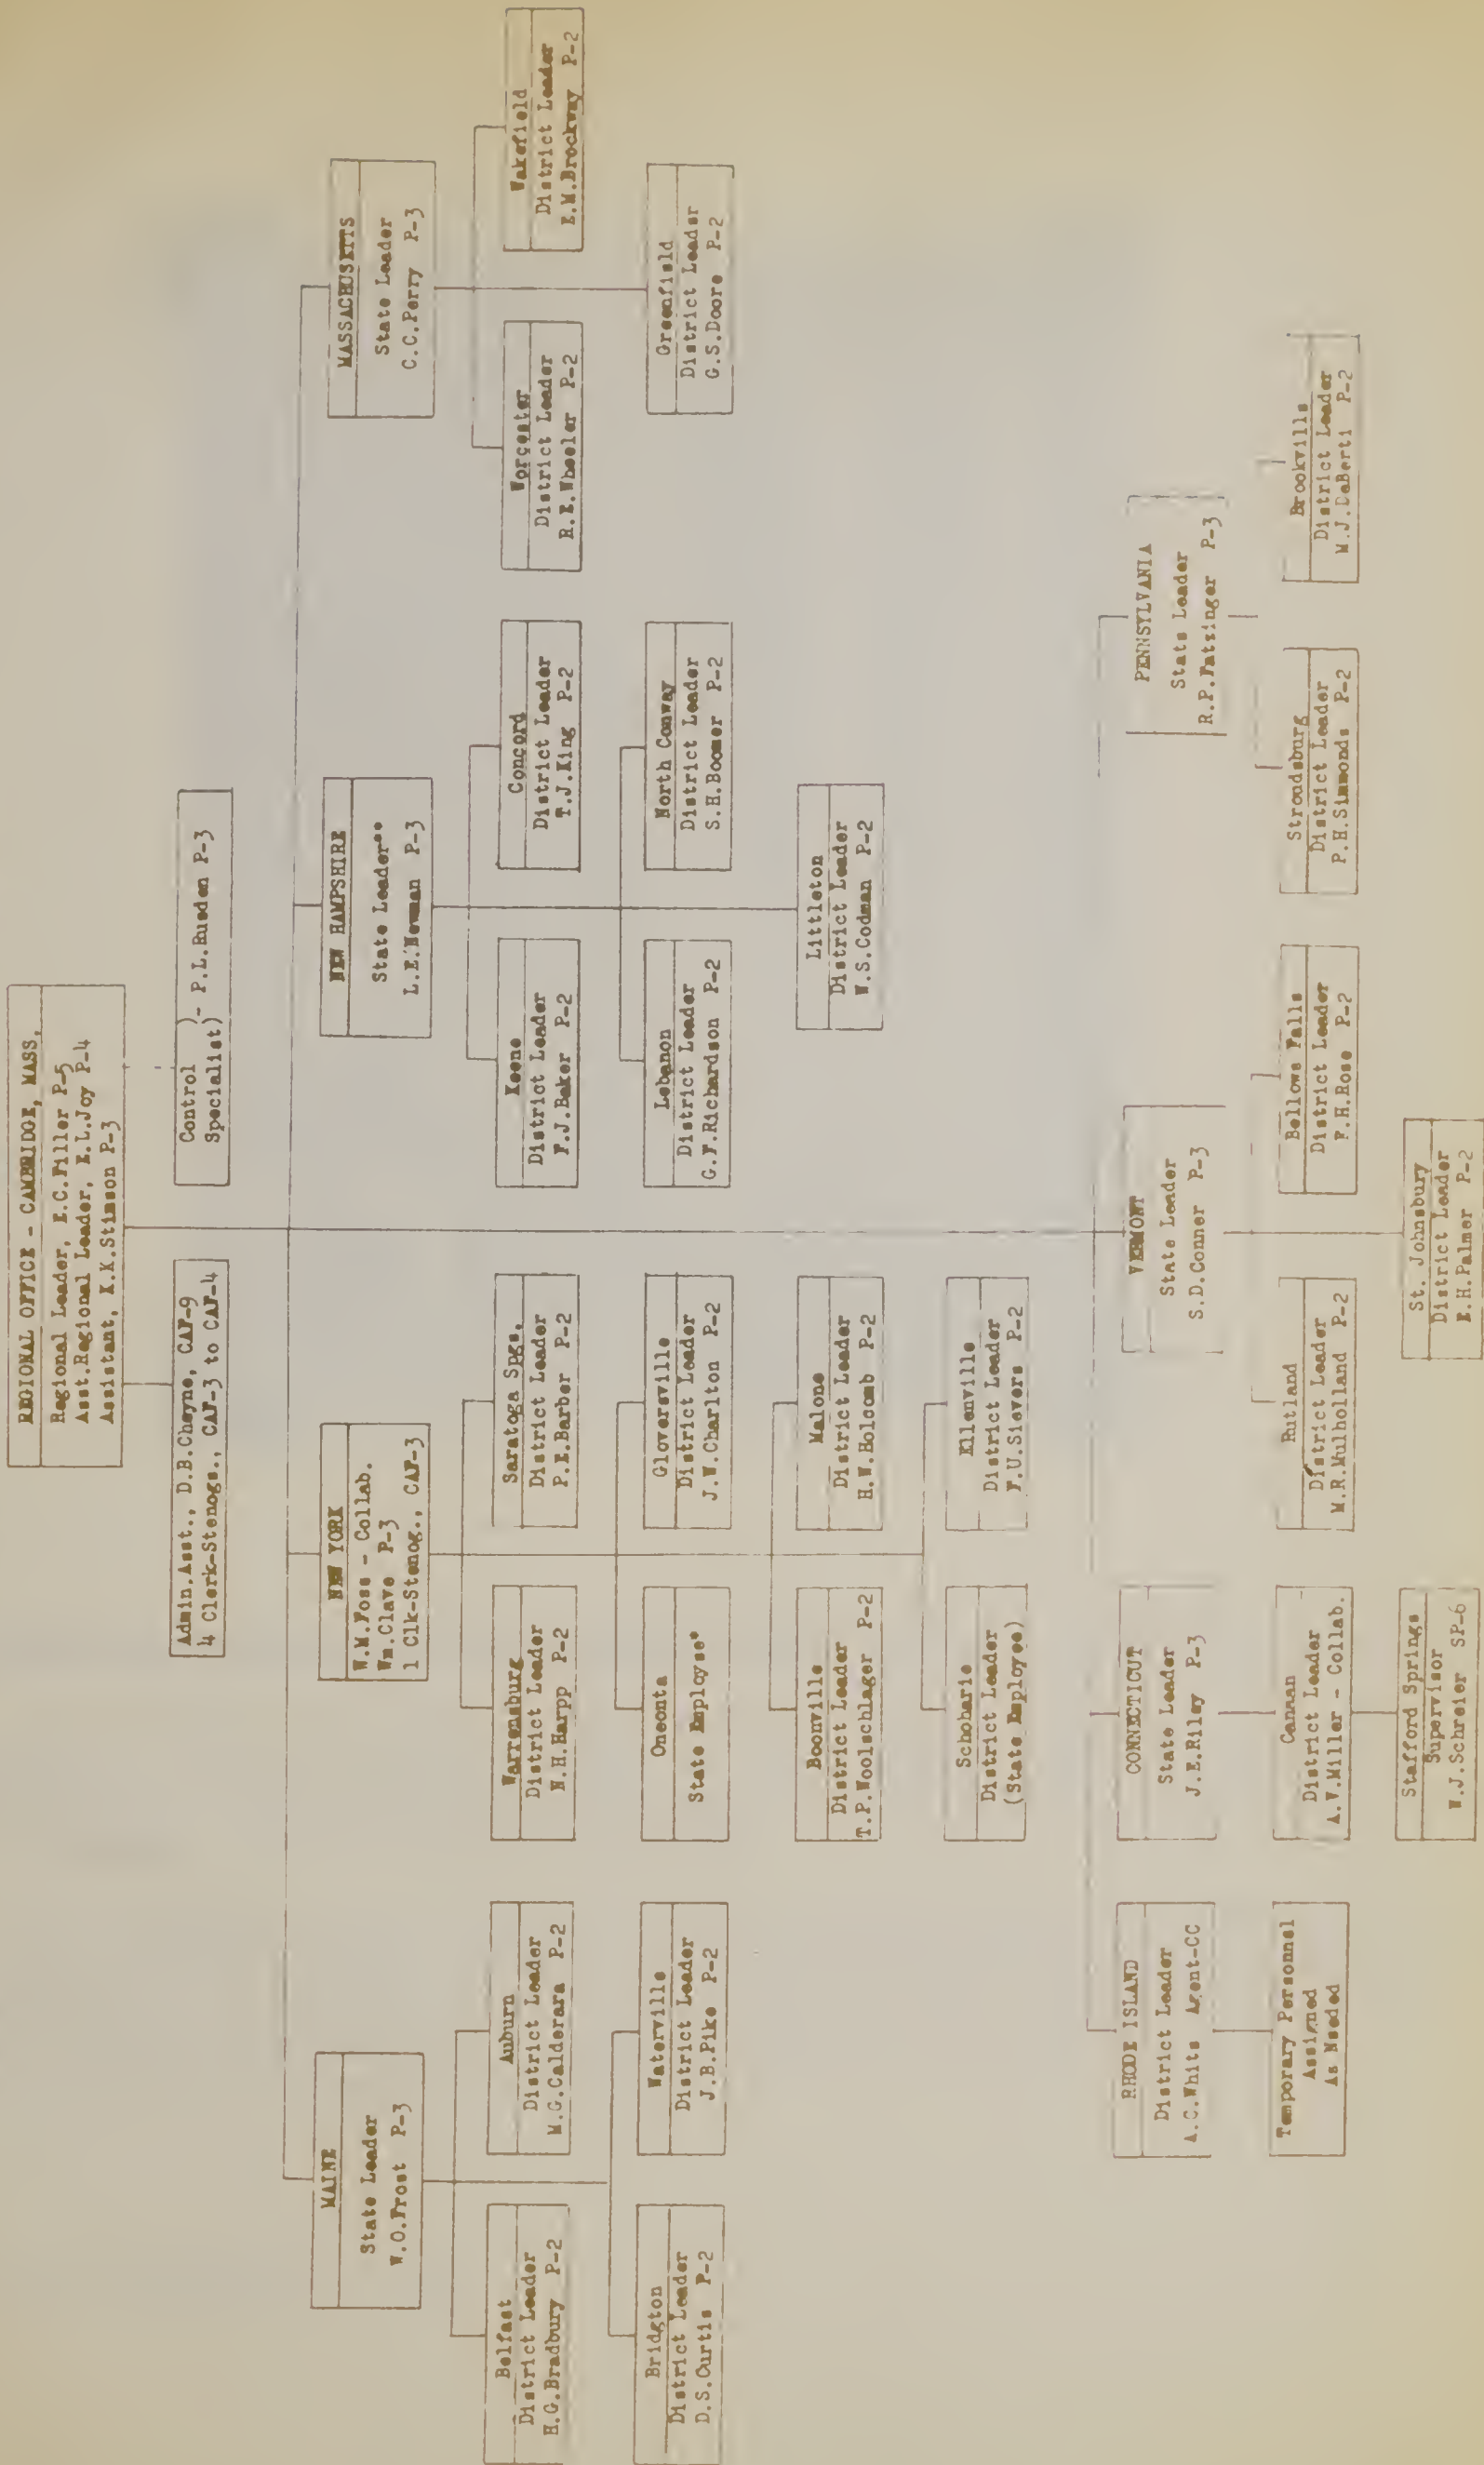 REGIONAL OFFICE - CAMBRIDGE, MASS.
Regional Leader, E.C.Filler P-5
Asst.Regional Leader, E.L.Joy P-4
Assistant, K.K.Stimson P-3
Admin.Asst., D.B.Cheyne, CAF-9
4 Clerk-Stenogs., CAF-3 to CAF-4
Control )
Specialist)- P.L.Rusden P-3
MAINE
State Leader
W.O.Frost P-3
Belfast
District Leader
H.G.Bradbury P-2
Auburn
District Leader
M.G.Calderara P-2
Bridgton
District Leader
D.S.Curtis P-2
Waterville
District Leader
J.B.Pike P-2
NEW YORK
W.M.Foss - Collab.
Wm.Clave P-3
1 Clk-Stenog., CAF-3
Warrensburg
District Leader
N.H.Harpp P-2
Saratoga Spgs.
District Leader
P.E.Barber P-2
Oneonta
State Employee*
Gloversville
District Leader
J.W.Charlton P-2
Boonville
District Leader
T.P.Woolschlager P-2
Malone
District Leader
H.W.Holcomb P-2
Schoharie
District Leader
(State Employee)
Ellenville
District Leader
F.U.Sievers P-2
NEW HAMPSHIRE
State Leader**
L.E.Newman P-3
Keene
District Leader
F.J.Baker P-2
Concord
District Leader
T.J.King P-2
Lebanon
District Leader
G.F.Richardson P-2
North Conway
District Leader
S.H.Boomer P-2
Littleton
District Leader
W.S.Codman P-2
MASSACHUSETTS
State Leader
C.C.Perry P-3
Worcester
District Leader
R.E.Wheeler P-2
Wakefield
District Leader
E.M.Brockway P-2
Greenfield
District Leader
G.S.Doore P-2
RHODE ISLAND
District Leader
A.C.White Agent-CC
Temporary Personnel
Assigned
As Needed
CONNECTICUT
State Leader
J.E.Riley P-3
Canaan
District Leader
A.V.Miller - Collab.
Stafford Springs
Supervisor
W.J.Schreier SP-6
VERMONT
State Leader
S.D.Conner P-3
Rutland
District Leader
M.R.Mulholland P-2
Bellows Falls
District Leader
F.H.Rose P-2
St. Johnsbury
District Leader
E.H.Palmer P-2
PENNSYLVANIA
State Leader
R.P.Fatzinger P-3
Stroudsburg
District Leader
P.H.Simmonds P-2
Brookville
District Leader
M.J.DeBerti P-2